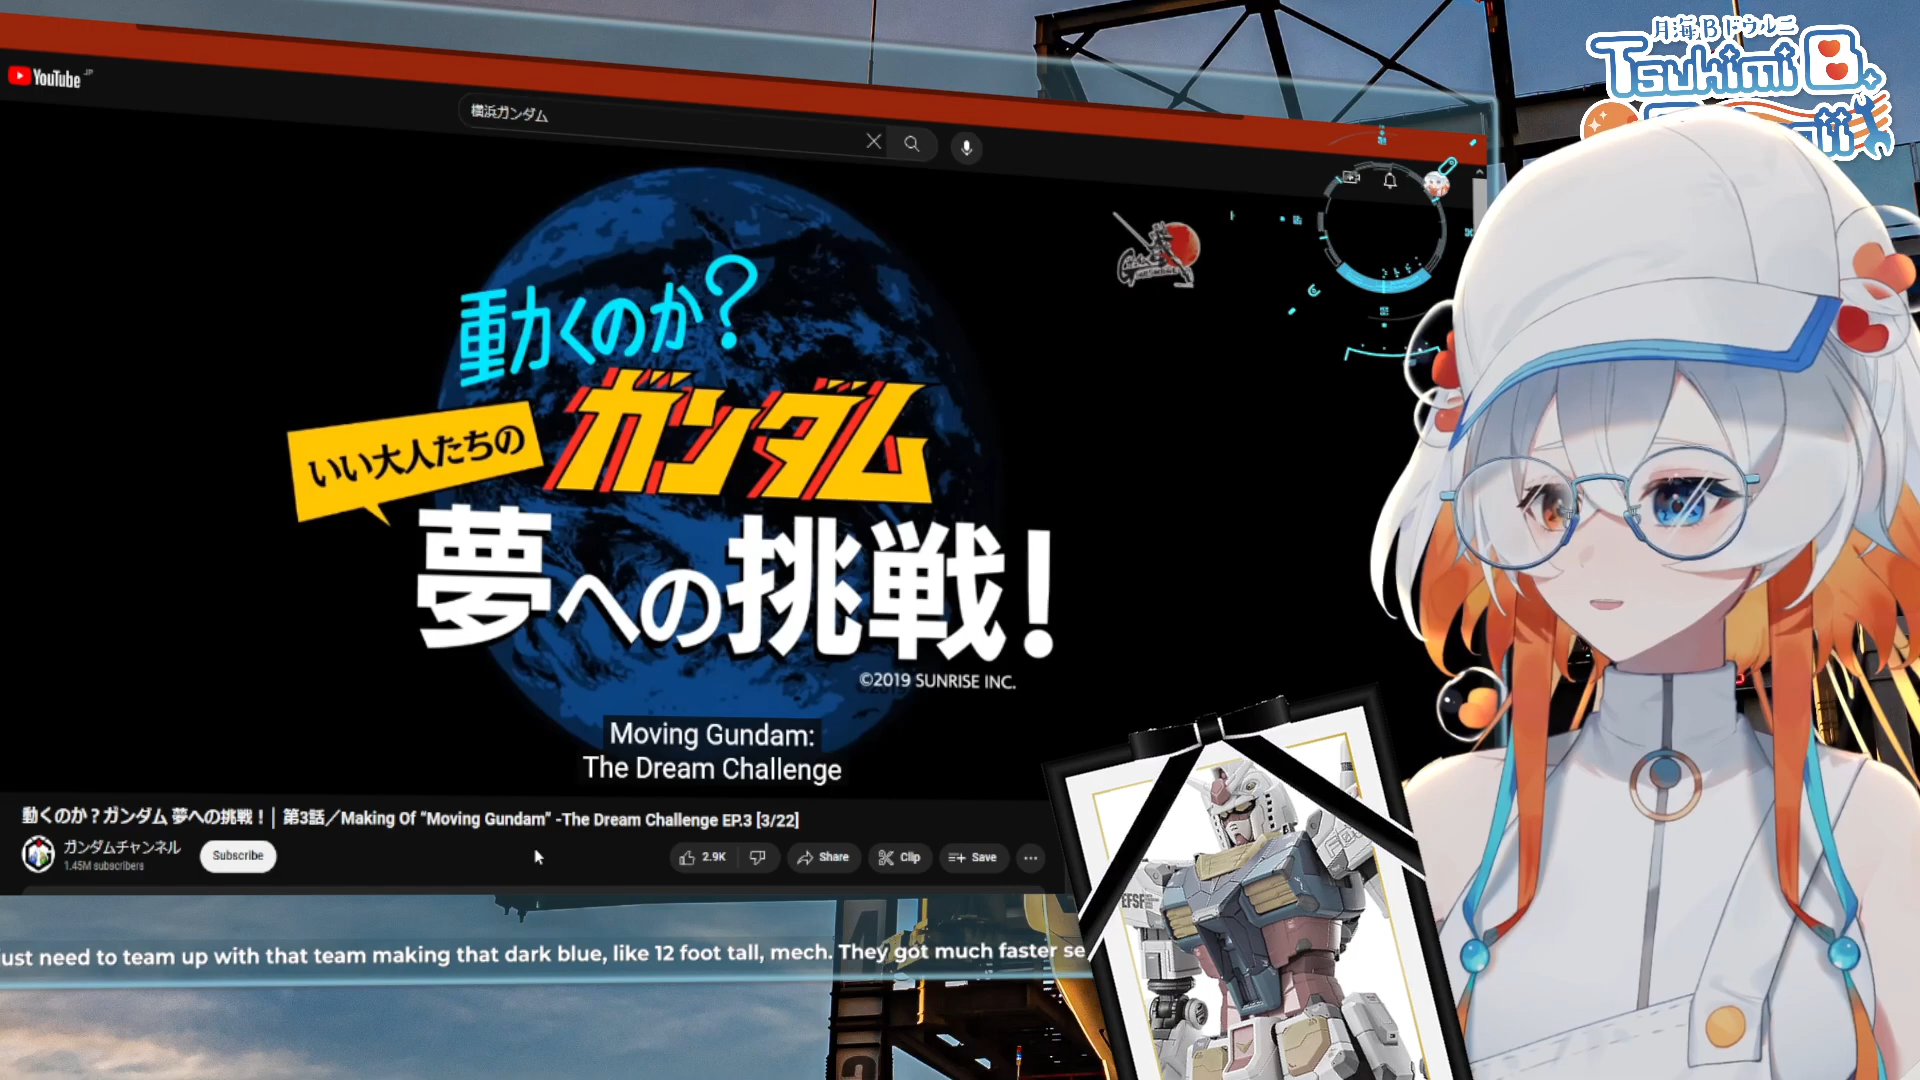 月海Bドウルニ
Tsukimi B.
YouTube JP
横浜ガンダム
動くのか?
いい大人たちの
ガンダム
夢への挑戦!
©2019 SUNRISE INC.
Moving Gundam:
The Dream Challenge
動くのか?ガンダム 夢への挑戦!│ 第3話/Making Of “Moving Gundam” -The Dream Challenge EP.3 [3/22]
ガンダムチャンネル
1.45M subscribers
Subscribe
2.9K
Share
Clip
Save
EFSF
ust need to team up with that team making that dark blue, like 12 foot tall, mech. They got much faster se